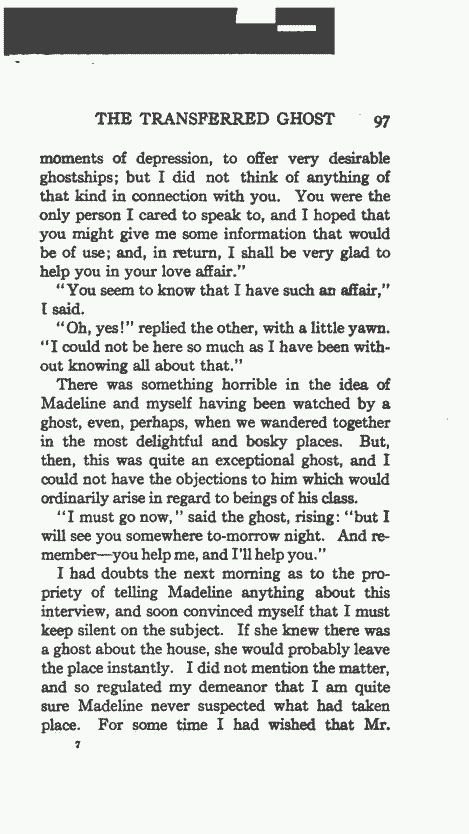 THE TRANSFERRED GHOST 97
moments of depression, to offer very desirable
ghostships; but I did not think of anything of
that kind in connection with you. You were the
only person I cared to speak to, and I hoped that
you might give me some information that would
be of use; and, in return, I shall be very glad to
help you in your love affair."
"You seem to know that I have such an affair,"
I said.
"Oh, yes!" replied the other, with a little yawn.
"I could not be here so much as I have been with-
out knowing all about that."
There was something horrible in the idea of
Madeline and myself having been watched by a
ghost, even, perhaps, when we wandered together
in the most delightful and bosky places. But,
then, this was quite an exceptional ghost, and I
could not have the objections to him which would
ordinarily arise in regard to beings of his class.
"I must go now," said the ghost, rising: "but I
will see you somewhere to-morrow night. And re-
member—you help me, and I'll help you."
I had doubts the next morning as to the pro-
priety of telling Madeline anything about this
interview, and soon convinced myself that I must
keep silent on the subject. If she knew there was
a ghost about the house, she would probably leave
the place instantly. I did not mention the matter,
and so regulated my demeanor that I am quite
sure Madeline never suspected what had taken
place. For some time I had wished that Mr.
7